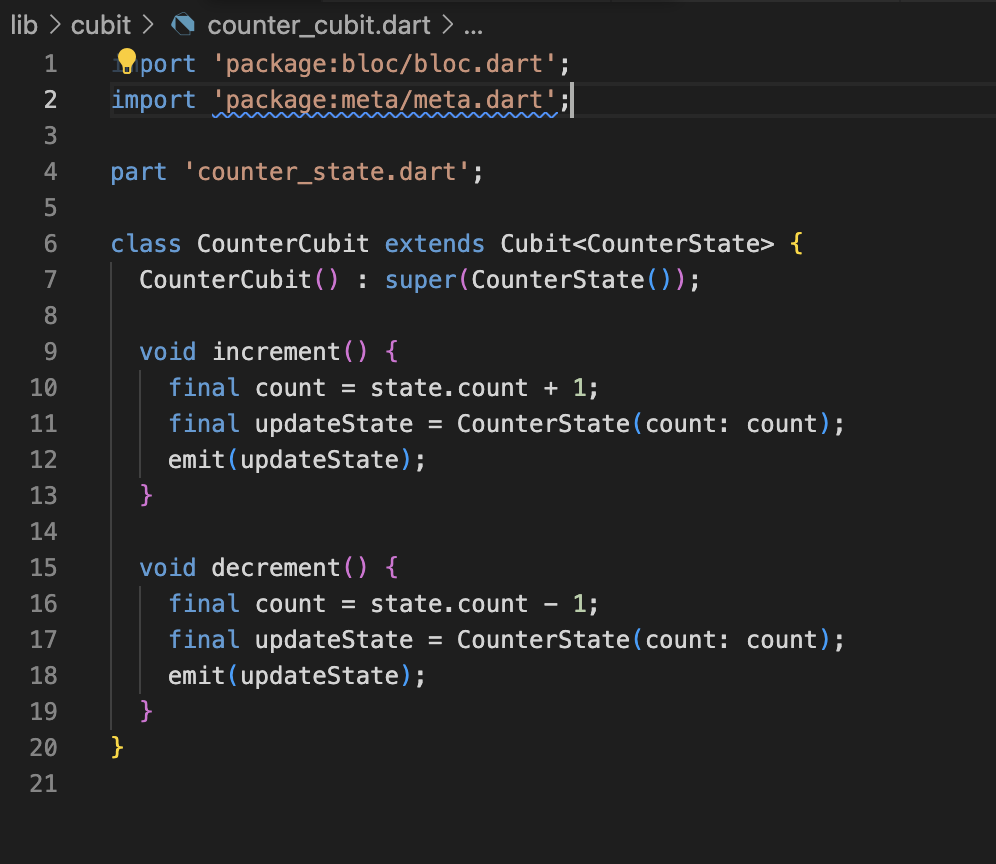 lib > cubit > counter_cubit.dart > ...
1 import 'package:bloc/bloc.dart';
2 import 'package:meta/meta.dart';
3
4 part 'counter_state.dart';
5
6 class CounterCubit extends Cubit<CounterState> {
7   CounterCubit() : super(CounterState());
8
9   void increment() {
10     final count = state.count + 1;
11     final updateState = CounterState(count: count);
12     emit(updateState);
13   }
14
15   void decrement() {
16     final count = state.count - 1;
17     final updateState = CounterState(count: count);
18     emit(updateState);
19   }
20 }
21